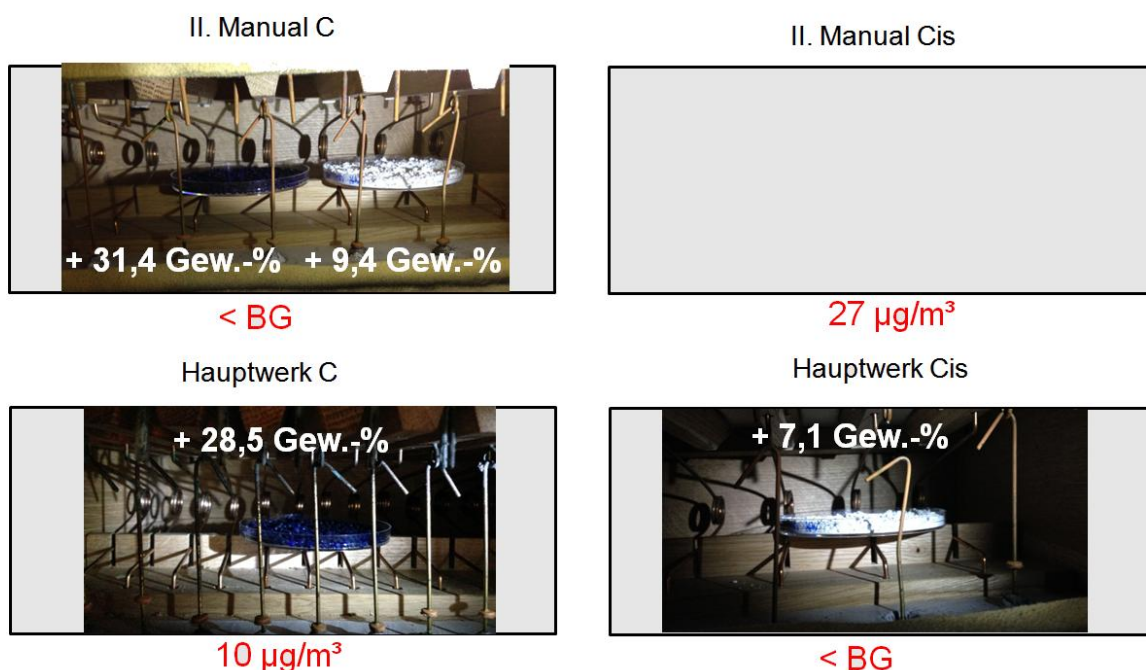 II. Manual C
II. Manual Cis
+ 31,4 Gew.-% + 9,4 Gew.-%
< BG
27 µg/m³
Hauptwerk C
Hauptwerk Cis
+ 28,5 Gew.-%
+ 7,1 Gew.-%
10 µg/m³
< BG